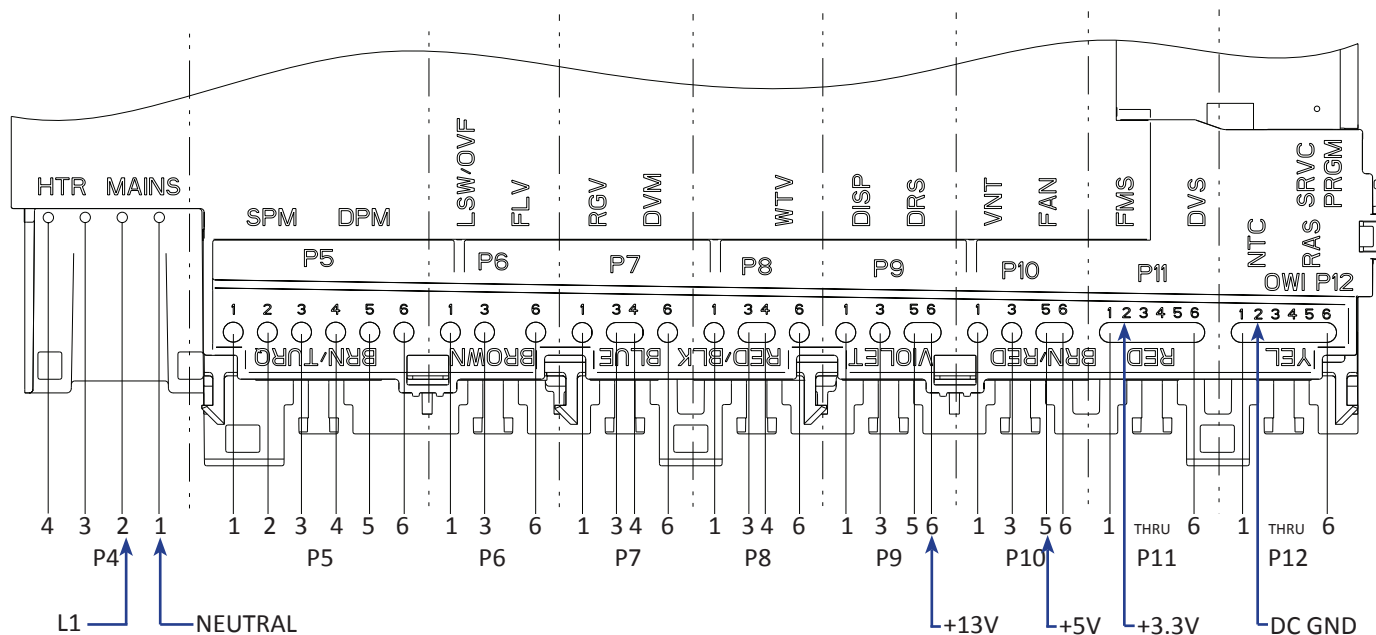 LSW/OVF FLV RGV DVM WTV DISP DRS VNT FAN FMS DVS NTC RAS SRVC PRGM
HTR MAINS
SPM DPM
P5 P6 P7 P8 P9 P10 P11 OWI P12
1 2 3 4 5 6 1 3 6 1 3 4 6 1 3 4 6 1 3 5 6 1 3 5 6 1 2 3 4 5 6 1 2 3 4 5 6
BRN/TURQ BROWN BLUE RED/BLK VIOLET BRN/RED RED YEL
4 3 2 1 1 2 3 4 5 6 1 3 6 1 3 4 6 1 3 4 6 1 3 5 6 1 3 5 6 1 THRU 6 1 THRU 6
P4 P5 P6 P7 P8 P9 P10 P11 P12
L1 NEUTRAL +13V +5V +3.3V DC GND